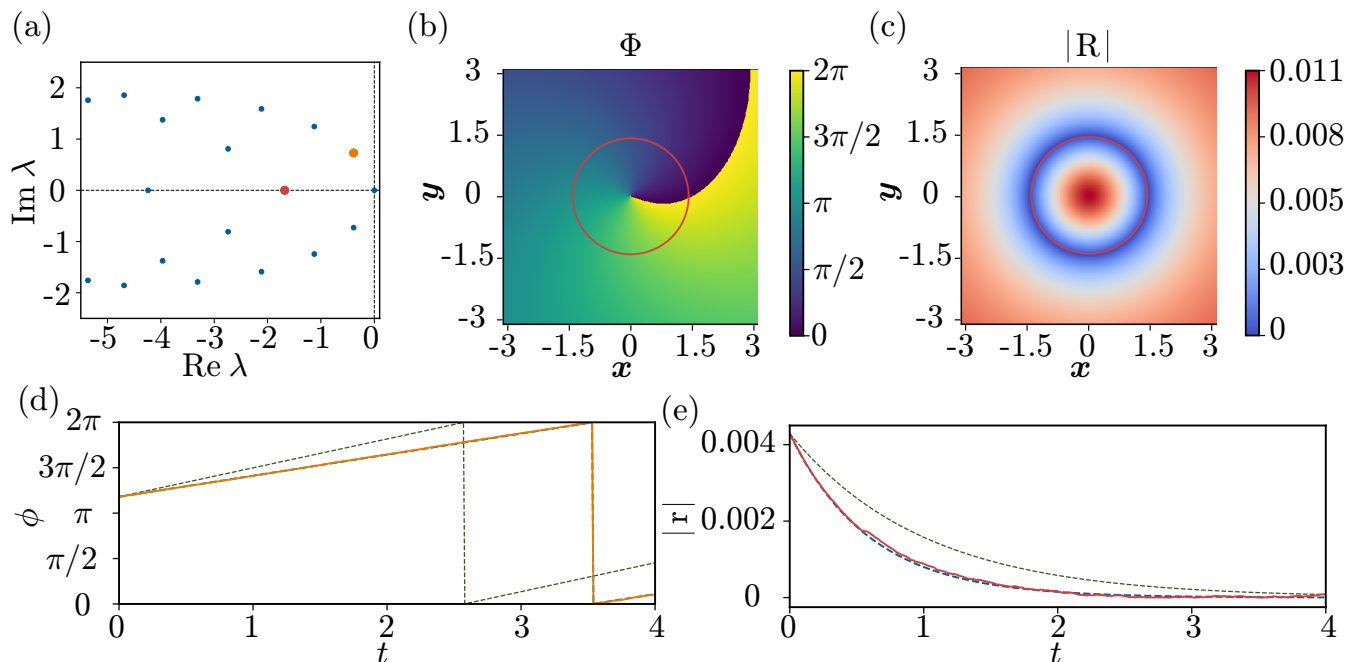 (a)
2
1
0
-1
-2
Im λ
-5 -4 -3 -2 -1 0
Re λ
(b)
Φ
3
1.5
0
-1.5
-3
y
-3 -1.5 0 1.5 3
x
2π
3π/2
π
π/2
0
(c)
|R|
3
1.5
0
-1.5
-3
y
-3 -1.5 0 1.5 3
x
0.011
0.008
0.005
0.003
0
(d)
2π
3π/2
π
π/2
0
ϕ
0 1 2 3 4
t
(e)
0.004
0.002
0
|r|
0 1 2 3 4
t